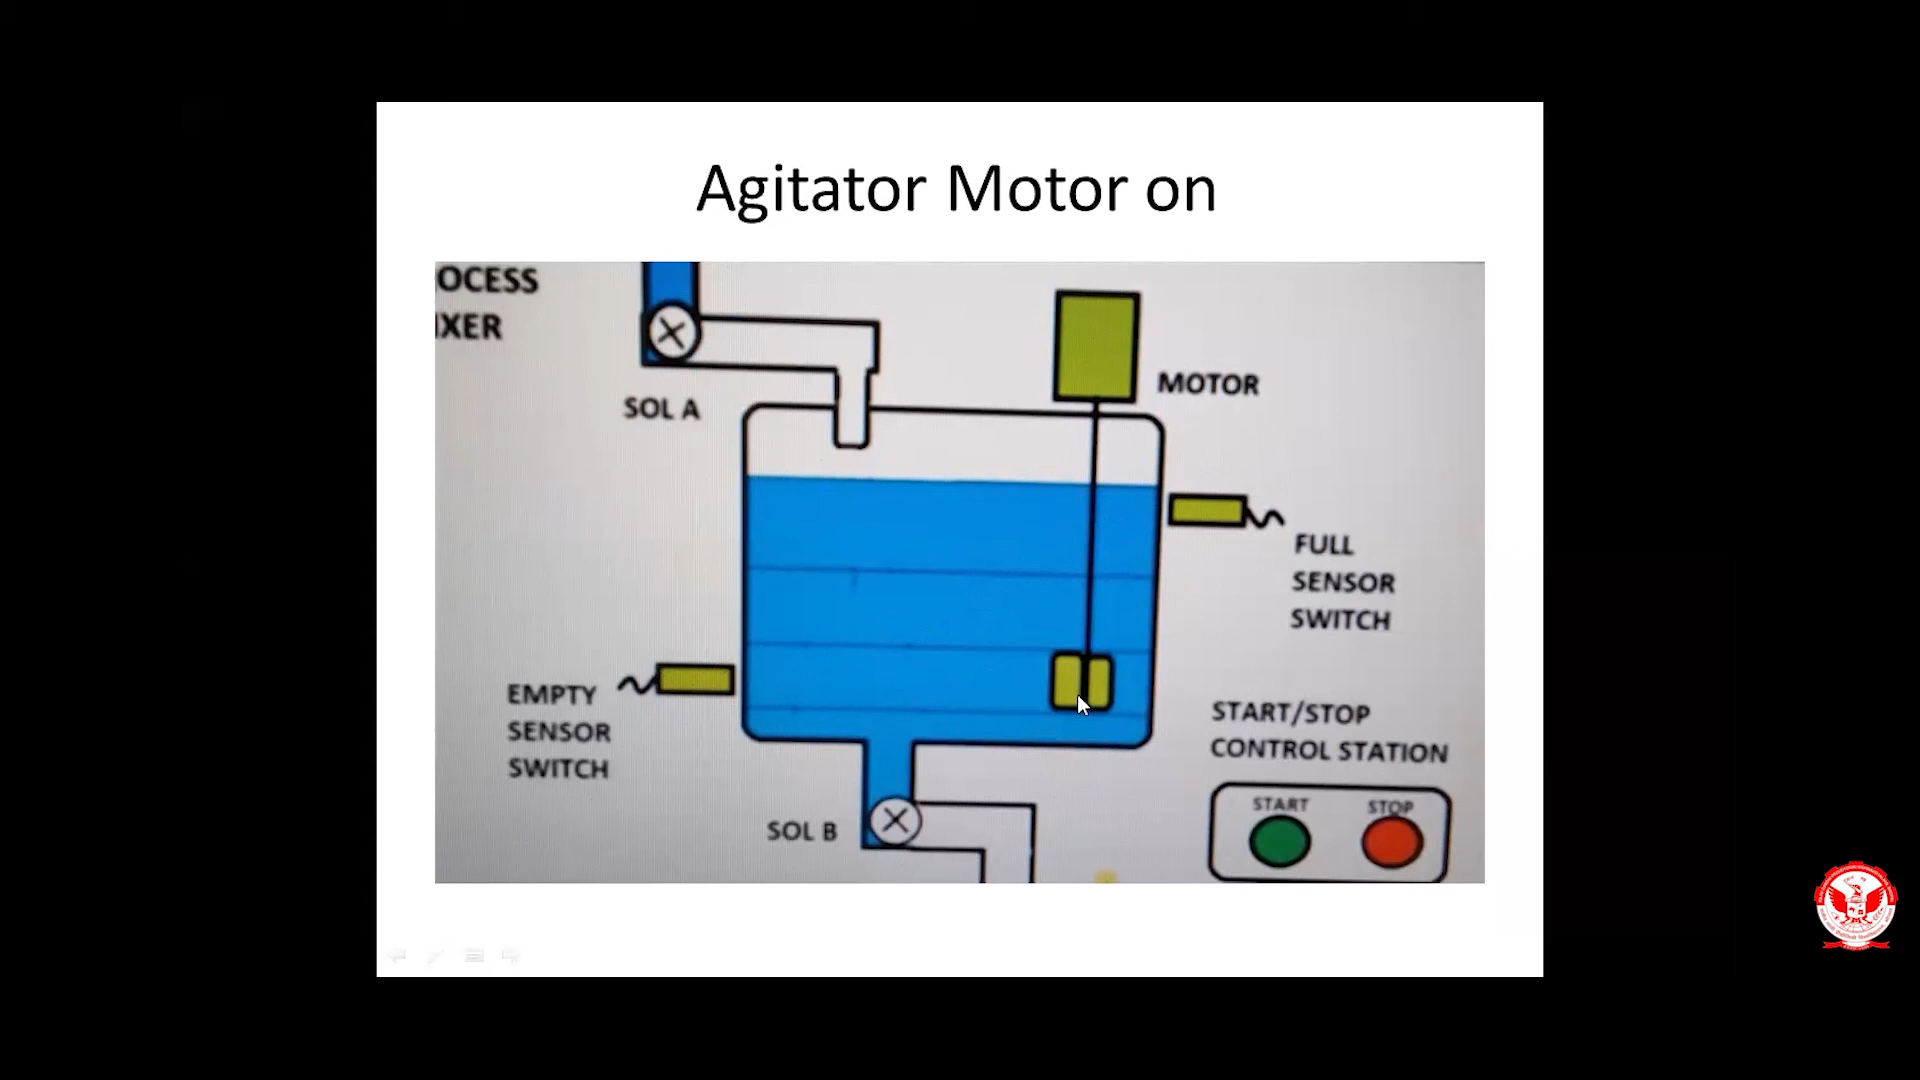 Agitator Motor on
OCESS
IXER
SOL A
MOTOR
FULL
SENSOR
SWITCH
EMPTY
SENSOR
SWITCH
START/STOP
CONTROL STATION
START
STOP
SOL B